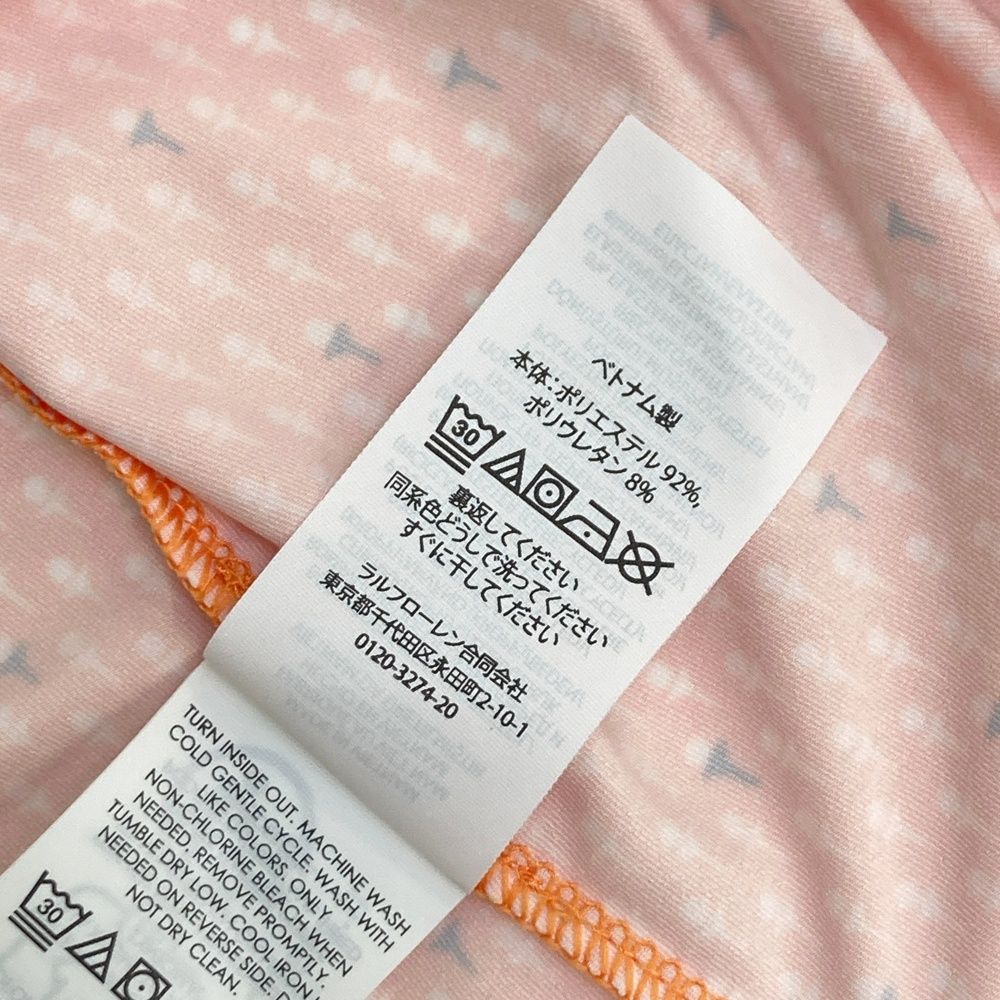 ベトナム製
本体:ポリエステル 92%,
ポリウレタン 8%
30
裏返してください
同系色どうしで洗ってください
すぐに干してください
ラルフローレン合同会社
東京都千代田区永田町2-10-1
0120-3274-20
TURN INSIDE OUT. MACHINE WASH
COLD GENTLE CYCLE. WASH WITH
LIKE COLORS. ONLY
NON-CHLORINE BLEACH WHEN
NEEDED. REMOVE PROMPTLY.
TUMBLE DRY LOW. COOL IRON
NEEDED ON REVERSE SIDE.
NOT DRY CLEAN.
30